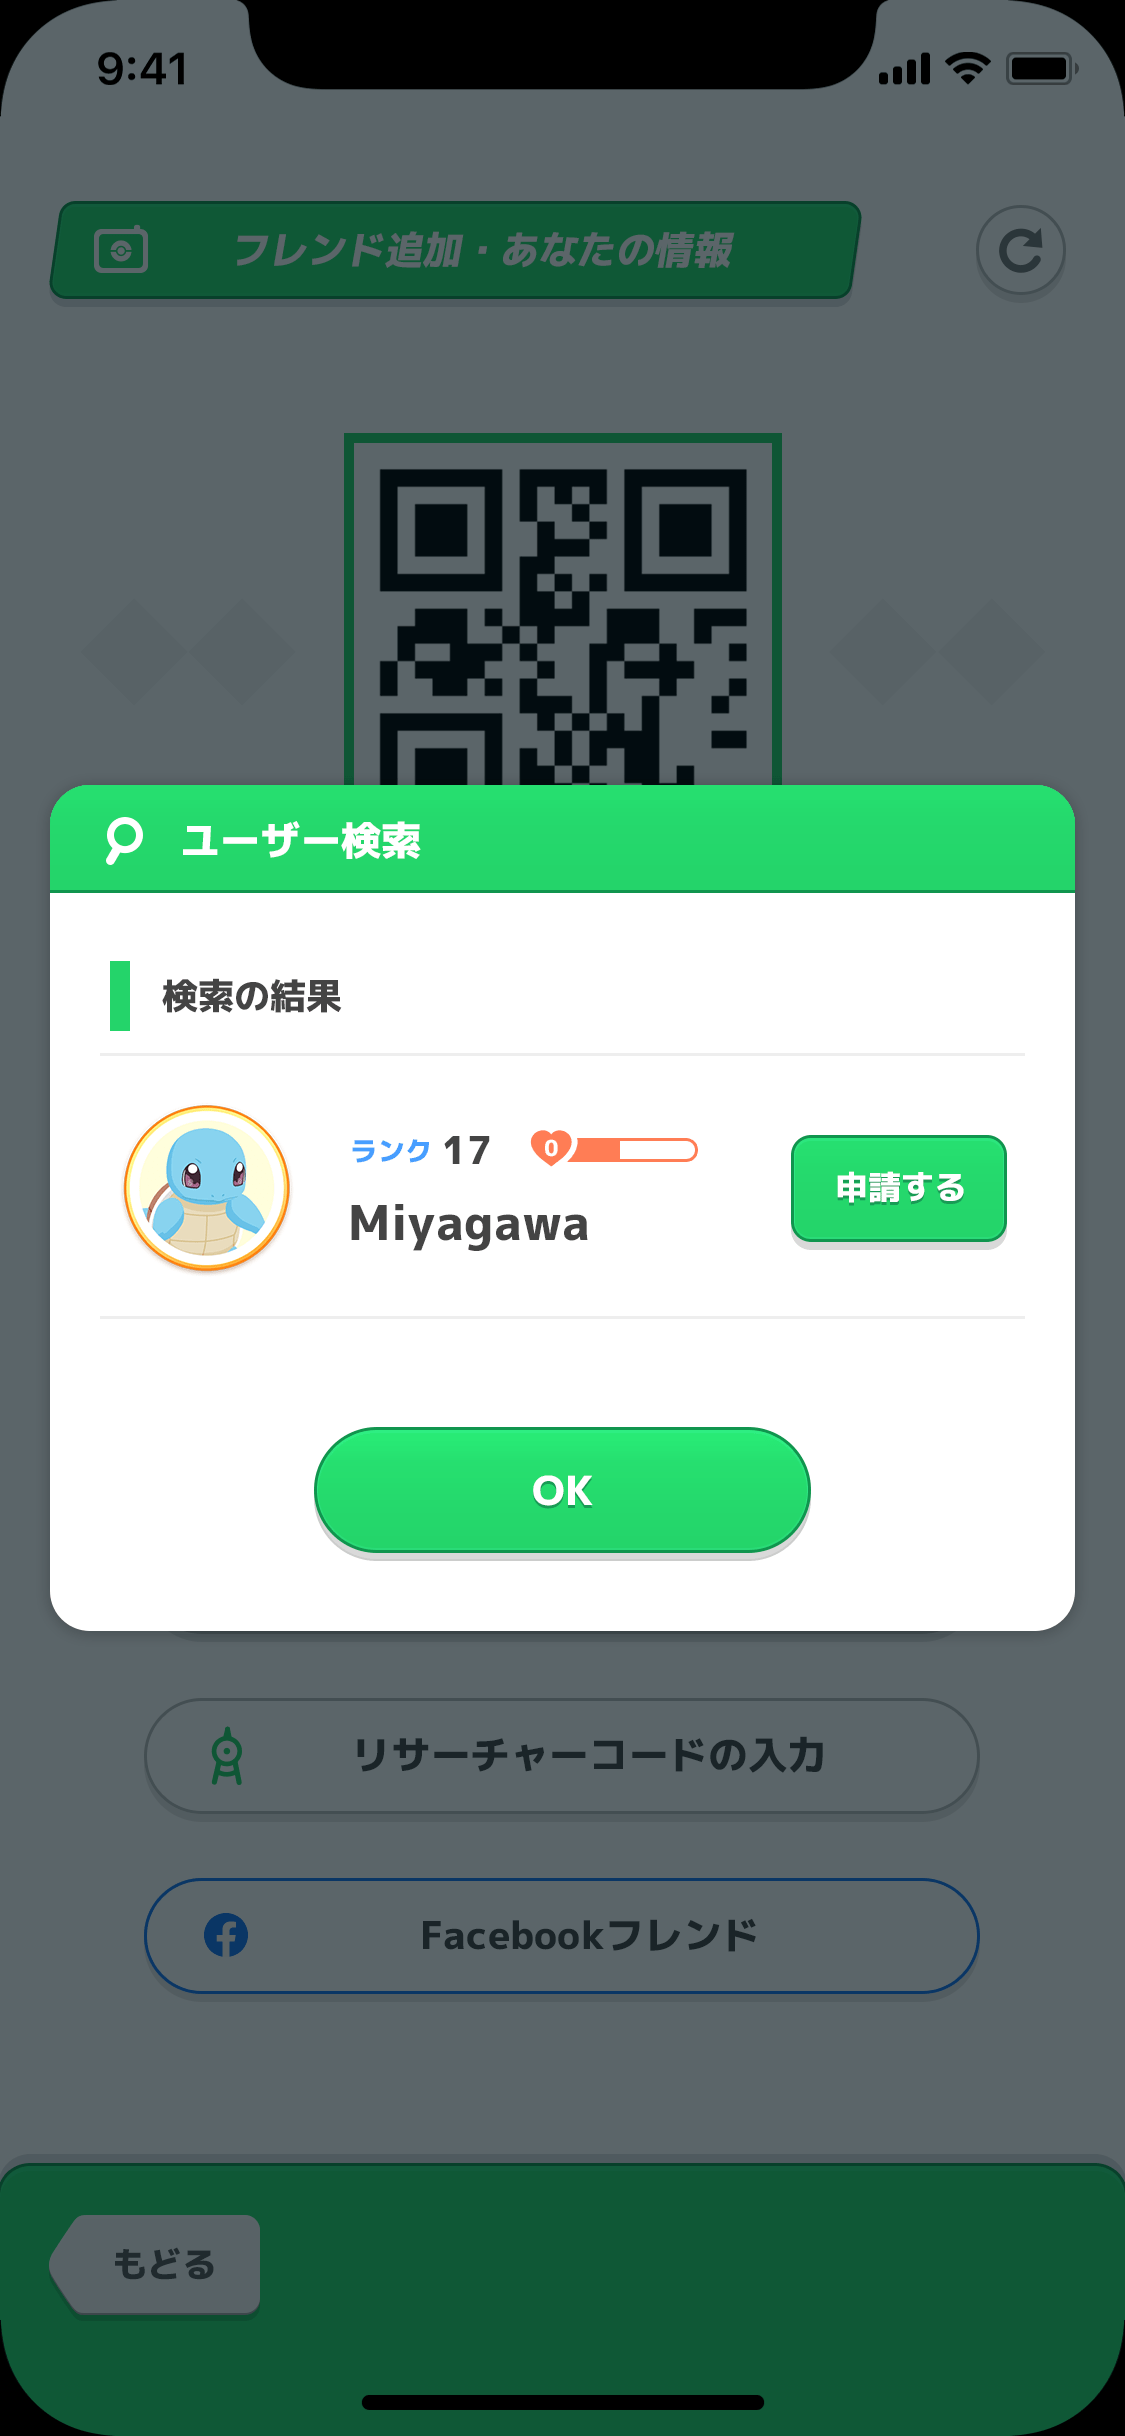 9:41
フレンド追加・あなたの情報
ユーザー検索
検索の結果
ランク 17
0
Miyagawa
申請する
OK
リサーチャーコードの入力
Facebookフレンド
もどる